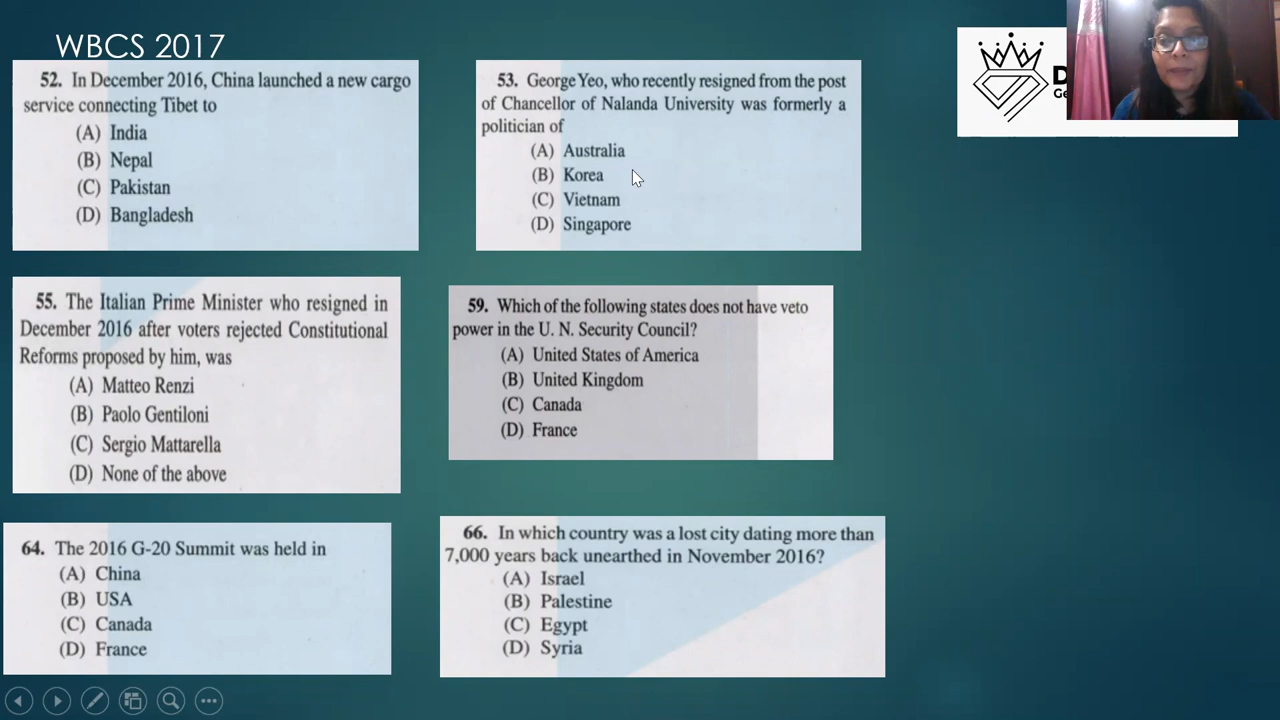 WBCS 2017
52. In December 2016, China launched a new cargo
service connecting Tibet to
(A) India
(B) Nepal
(C) Pakistan
(D) Bangladesh
53. George Yeo, who recently resigned from the post
of Chancellor of Nalanda University was formerly a
politician of
(A) Australia
(B) Korea
(C) Vietnam
(D) Singapore
55. The Italian Prime Minister who resigned in
December 2016 after voters rejected Constitutional
Reforms proposed by him, was
(A) Matteo Renzi
(B) Paolo Gentiloni
(C) Sergio Mattarella
(D) None of the above
59. Which of the following states does not have veto
power in the U. N. Security Council?
(A) United States of America
(B) United Kingdom
(C) Canada
(D) France
64. The 2016 G-20 Summit was held in
(A) China
(B) USA
(C) Canada
(D) France
66. In which country was a lost city dating more than
7,000 years back unearthed in November 2016?
(A) Israel
(B) Palestine
(C) Egypt
(D) Syria